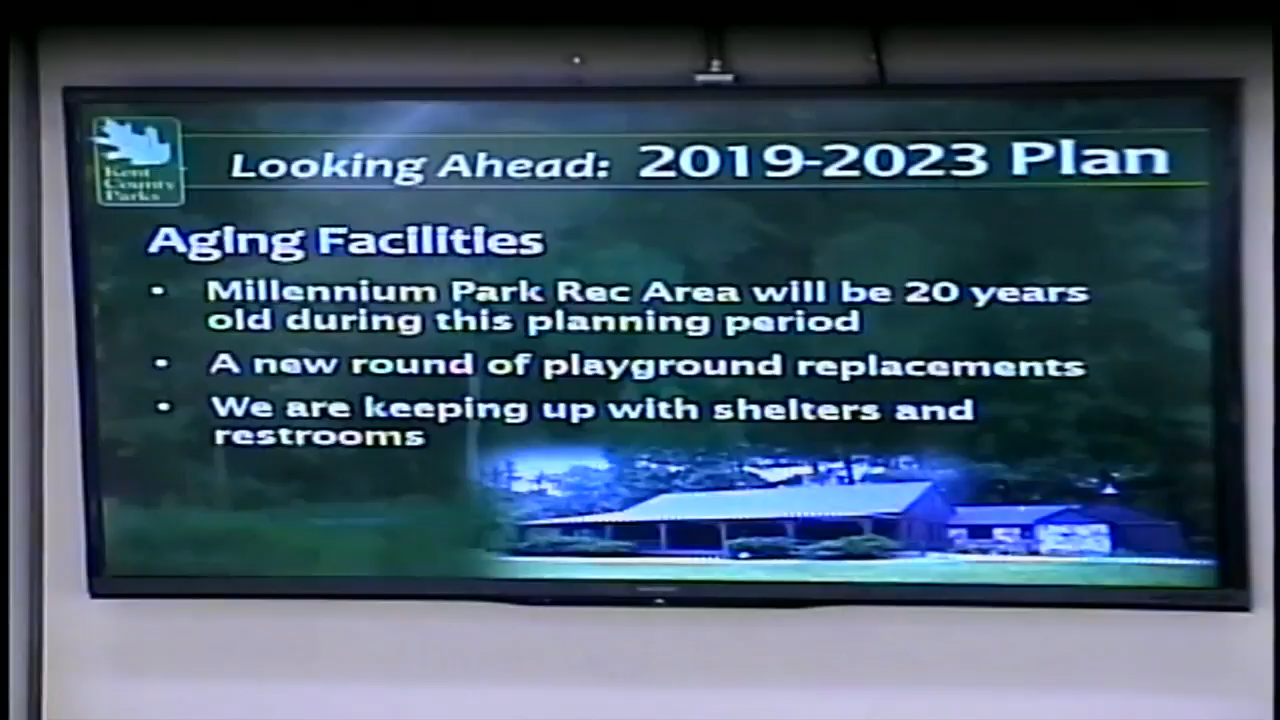 Kent
County
Parks
Looking Ahead: 2019-2023 Plan
Aging Facilities
• Millennium Park Rec Area will be 20 years
old during this planning period
• A new round of playground replacements
• We are keeping up with shelters and
restrooms